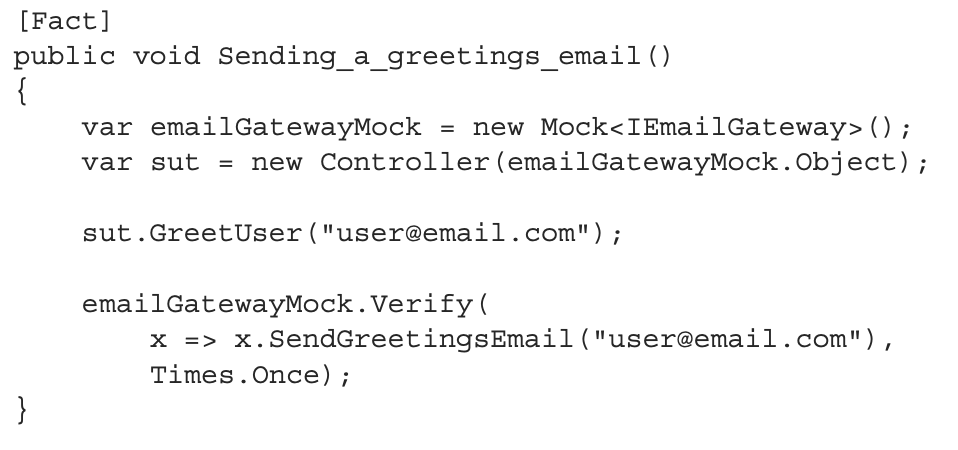 [Fact]
public void Sending_a_greetings_email()
{
    var emailGatewayMock = new Mock<IEmailGateway>();
    var sut = new Controller(emailGatewayMock.Object);

    sut.GreetUser("user@email.com");

    emailGatewayMock.Verify(
        x => x.SendGreetingsEmail("user@email.com"),
        Times.Once);
}